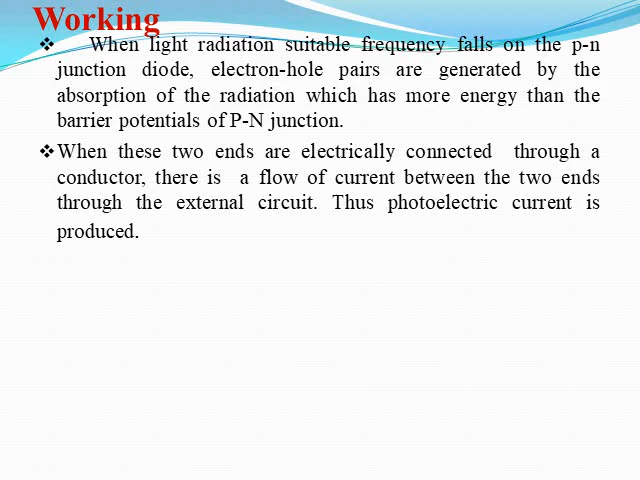 Working
❖ When light radiation suitable frequency falls on the p-n
junction diode, electron-hole pairs are generated by the
absorption of the radiation which has more energy than the
barrier potentials of P-N junction.
❖When these two ends are electrically connected through a
conductor, there is a flow of current between the two ends
through the external circuit. Thus photoelectric current is
produced.